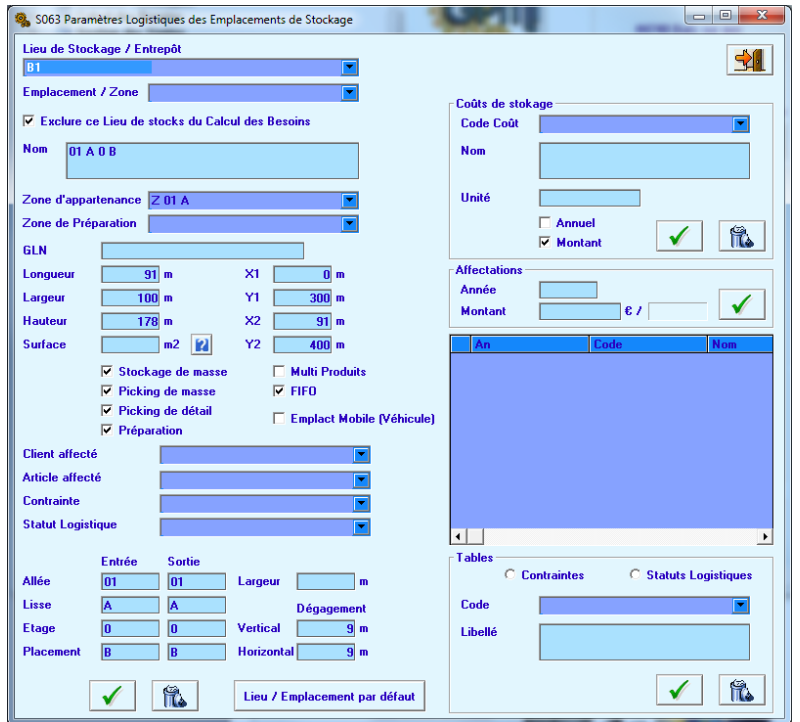 S063 Paramètres Logistiques des Emplacements de Stockage
Lieu de Stockage / Entrepôt
B1
Emplacement / Zone
Exclure ce Lieu de stocks du Calcul des Besoins
Nom 01 A 0 B
Zone d'appartenance Z 01 A
Zone de Préparation
GLN
Longueur 91 m X1 0 m
Largeur 100 m Y1 300 m
Hauteur 178 m X2 91 m
Surface m2 Y2 400 m
Stockage de masse Multi Produits
Picking de masse FIFO
Picking de détail
Emplact Mobile (Véhicule)
Préparation
Client affecté
Article affecté
Contrainte
Statut Logistique
Entrée Sortie
Allée 01 01 Largeur m
Lisse A A Dégagement
Etage 0 0 Vertical 9 m
Placement B B Horizontal 9 m
Lieu / Emplacement par défaut
Coûts de stokage
Code Coût
Nom
Unité
Annuel
Montant
Affectations
Année
Montant € /
An Code Nom
Tables
Contraintes Statuts Logistiques
Code
Libellé